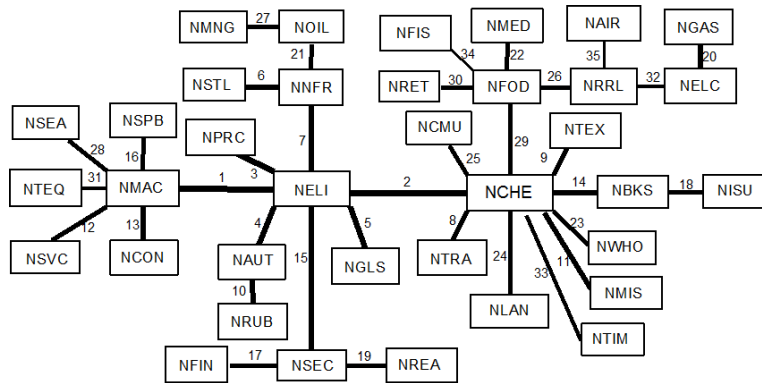 NMNG 27 NOIL
NFIS NMED NAIR NGAS
21 34 22 35 20
NSTL 6 NNFR NRET 30 NFOD 26 NRRL 32 NELC
NSEA NSPB NPRC NCMU NTEX
28 16 7 29 9
3 25
NTEQ 31 NMAC 1 NELI 2 NCHE 14 NBKS 18 NISU
12 13 4 5 8 23
NSVC NCON NAUT 15 NGLS NTRA 24 33 11 NWHO
10 NMIS
NRUB NLAN NTIM
NFIN 17 NSEC 19 NREA